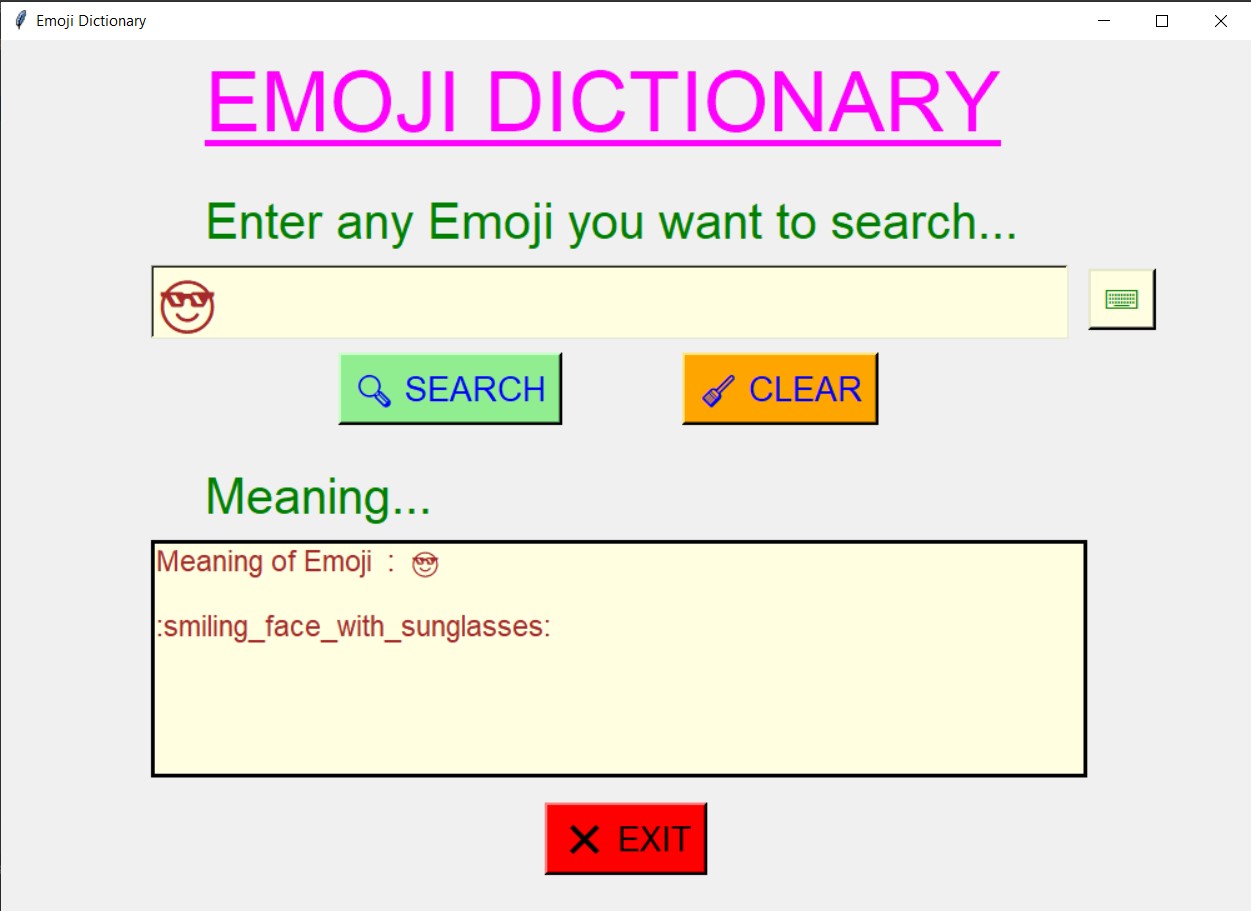 Emoji Dictionary
EMOJI DICTIONARY
Enter any Emoji you want to search...
😎
🔍 SEARCH
🧹 CLEAR
Meaning...
Meaning of Emoji : 😎
:smiling_face_with_sunglasses:
❌ EXIT